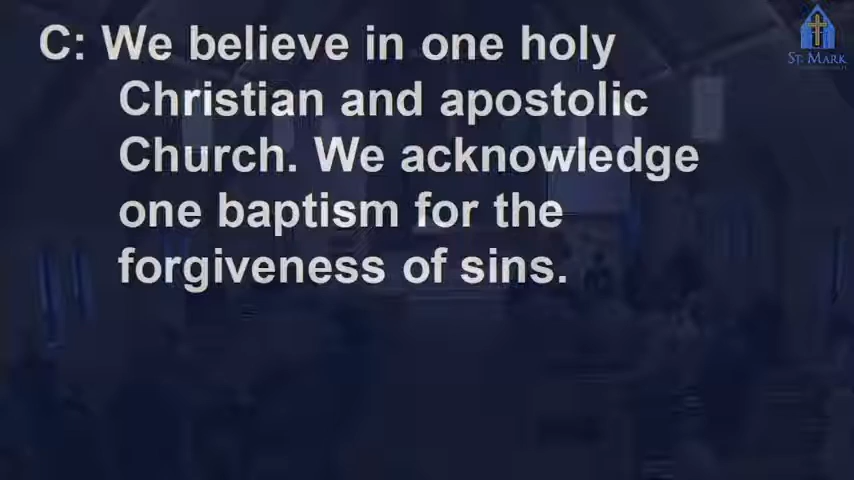 C: We believe in one holy
Christian and apostolic
Church. We acknowledge
one baptism for the
forgiveness of sins.
ST. MARK